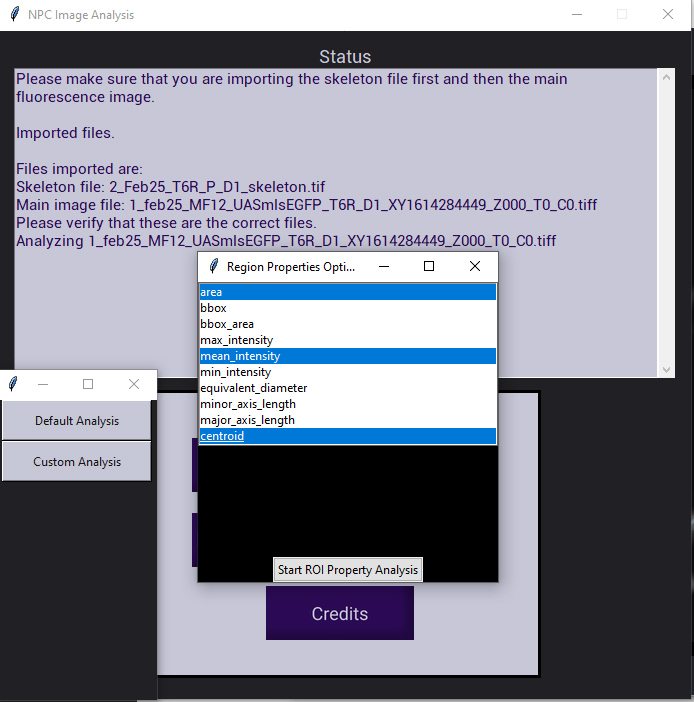 NPC Image Analysis
Status
Please make sure that you are importing the skeleton file first and then the main
fluorescence image.
Imported files.
Files imported are:
Skeleton file: 2_Feb25_T6R_P_D1_skeleton.tif
Main image file: 1_feb25_MF12_UASmlsEGFP_T6R_D1_XY1614284449_Z000_T0_C0.tiff
Please verify that these are the correct files.
Analyzing 1_feb25_MF12_UASmlsEGFP_T6R_D1_XY1614284449_Z000_T0_C0.tiff
Region Properties Opti...
area
bbox
bbox_area
max_intensity
mean_intensity
min_intensity
equivalent_diameter
minor_axis_length
major_axis_length
centroid
Start ROI Property Analysis
Default Analysis
Custom Analysis
Credits